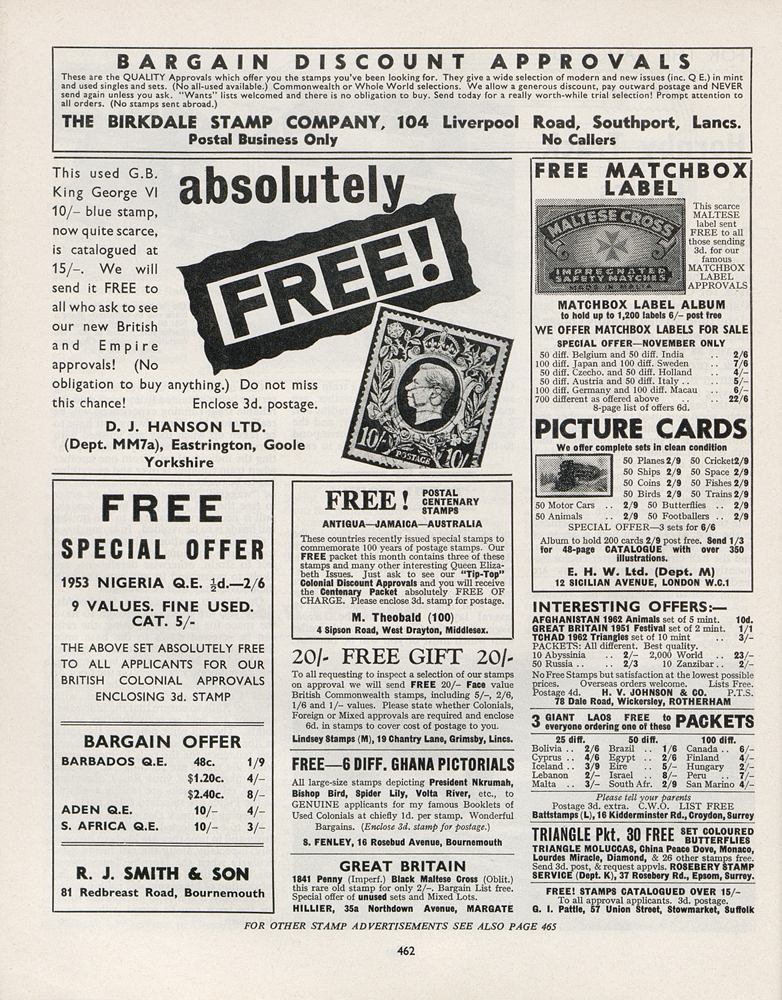 BARGAIN DISCOUNT APPROVALS
These are the QUALITY Approvals which offer you the stamps you've been looking for. They give a wide selection of modern and new issues (inc. Q E.) in mint
and used singles and sets. (No all-used available.) Commonwealth or Whole World selections. We allow a generous discount, pay outward postage and NEVER
send again unless you ask. "Wants" lists welcomed and there is no obligation to buy. Send today for a really worth-while trial selection! Prompt attention to
all orders. (No stamps sent abroad.)
THE BIRKDALE STAMP COMPANY, 104 Liverpool Road, Southport, Lancs.
Postal Business Only No Callers
This used G.B.
King George VI
10/– blue stamp,
now quite scarce,
is catalogued at
15/–. We will
send it FREE to
all who ask to see
our new British
and Empire
approvals! (No
obligation to buy anything.) Do not miss
this chance! Enclose 3d. postage.
absolutely
FREE!
10/-
POSTAGE
10/-
D. J. HANSON LTD.
(Dept. MM7a), Eastrington, Goole
Yorkshire
FREE MATCHBOX
LABEL
MALTESE CROSS
IMPREGNATED
SAFETY MATCHES
MADE IN MALTA
This scarce
MALTESE
label sent
FREE to all
those sending
3d. for our
famous
MATCHBOX
LABEL
APPROVALS
MATCHBOX LABEL ALBUM
to hold up to 1,200 labels 6/– post free
WE OFFER MATCHBOX LABELS FOR SALE
SPECIAL OFFER—NOVEMBER ONLY
50 diff. Belgium and 50 diff. India .. 2/6
100 diff. Japan and 100 diff. Sweden .. 7/6
50 diff. Czecho. and 50 diff. Holland .. 4/–
50 diff. Austria and 50 diff. Italy .. .. 5/–
100 diff. Germany and 100 diff. Macau .. 6/–
700 different as offered above .. 22/6
8-page list of offers 6d.
PICTURE CARDS
We offer complete sets in clean condition
50 Planes 2/9 50 Cricket 2/9
50 Ships 2/9 50 Space 2/9
50 Coins 2/9 50 Fishes 2/9
50 Birds 2/9 50 Trains 2/9
50 Motor Cars .. 2/9 50 Butterflies .. 2/9
50 Animals .. 2/9 50 Footballers .. 2/9
SPECIAL OFFER—3 sets for 6/6
Album to hold 200 cards 2/9 post free. Send 1/3
for 48-page CATALOGUE with over 350
illustrations.
E. H. W. Ltd. (Dept. M)
12 SICILIAN AVENUE, LONDON W.C.1
FREE
SPECIAL OFFER
1953 NIGERIA Q.E. ½d.—2/6
9 VALUES. FINE USED.
CAT. 5/-
THE ABOVE SET ABSOLUTELY FREE
TO ALL APPLICANTS FOR OUR
BRITISH COLONIAL APPROVALS
ENCLOSING 3d. STAMP
BARGAIN OFFER
BARBADOS Q.E. 48c. 1/9
$1.20c. 4/–
$2.40c. 8/–
ADEN Q.E. 10/– 4/–
S. AFRICA Q.E. 10/– 3/–
R. J. SMITH & SON
81 Redbreast Road, Bournemouth
FREE! POSTAL
CENTENARY
STAMPS
ANTIGUA—JAMAICA—AUSTRALIA
These countries recently issued special stamps to
commemorate 100 years of postage stamps. Our
FREE packet this month contains three of these
stamps and many other interesting Queen Eliza-
beth Issues. Just ask to see our "Tip-Top"
Colonial Discount Approvals and you will receive
the Centenary Packet absolutely FREE OF
CHARGE. Please enclose 3d. stamp for postage.
M. Theobald (100)
4 Sipson Road, West Drayton, Middlesex.
20/- FREE GIFT 20/-
To all requesting to inspect a selection of our stamps
on approval we will send FREE 20/– Face value
British Commonwealth stamps, including 5/–, 2/6,
1/6 and 1/– values. Please state whether Colonials,
Foreign or Mixed approvals are required and enclose
6d. in stamps to cover cost of postage to you.
Lindsey Stamps (M), 19 Chantry Lane, Grimsby, Lincs.
FREE—6 DIFF. GHANA PICTORIALS
All large-size stamps depicting President Nkrumah,
Bishop Bird, Spider Lily, Volta River, etc., to
GENUINE applicants for my famous Booklets of
Used Colonials at chiefly 1d. per stamp. Wonderful
Bargains. (Enclose 3d. stamp for postage.)
S. FENLEY, 16 Rosebud Avenue, Bournemouth
GREAT BRITAIN
1841 Penny (Imperf.) Black Maltese Cross (Oblit.)
this rare old stamp for only 2/–. Bargain List free.
Special offer of unused sets and Mixed Lots.
HILLIER, 35a Northdown Avenue, MARGATE
INTERESTING OFFERS:—
AFGHANISTAN 1962 Animals set of 5 mint. 10d.
GREAT BRITAIN 1951 Festival set of 2 mint. 1/1
TCHAD 1962 Triangles set of 10 mint .. 3/–
PACKETS: All different. Best quality.
10 Abyssinia .. 2/– 2,000 World .. 23/–
50 Russia .. .. 2/3 10 Zanzibar .. 2/–
No Free Stamps but satisfaction at the lowest possible
prices. Overseas orders welcome. Lists Free.
Postage 4d. H. V. JOHNSON & CO. P.T.S.
78 Dale Road, Wickersley, ROTHERHAM
3 GIANT LAOS FREE to
everyone ordering one of these PACKETS
25 diff. 50 diff. 100 diff.
Bolivia .. 2/6 Brazil .. 1/6 Canada .. 6/–
Cyprus .. 4/6 Egypt .. 2/6 Finland 4/–
Iceland .. 3/9 Eire .. 5/– Hungary 2/–
Lebanon 2/– Israel .. 8/– Peru .. 7/–
Malta .. 3/– South Afr. 2/9 San Marino 4/–
Please tell your parents
Postage 3d. extra. C.W.O. LIST FREE
Battstamps (L), 16 Kidderminster Rd., Croydon, Surrey
TRIANGLE Pkt. 30 FREE SET COLOURED
BUTTERFLIES
TRIANGLE MOLUCCAS, China Peace Dove, Monaco,
Lourdes Miracle, Diamond, & 26 other stamps free.
Send 3d. post, & request appvls. ROSEBERY STAMP
SERVICE (Dept. K), 37 Rosebery Rd., Epsom, Surrey.
FREE! STAMPS CATALOGUED OVER 15/–
To all approval applicants. 3d. postage.
G. I. Pattle, 57 Union Street, Stowmarket, Suffolk
FOR OTHER STAMP ADVERTISEMENTS SEE ALSO PAGE 465
462